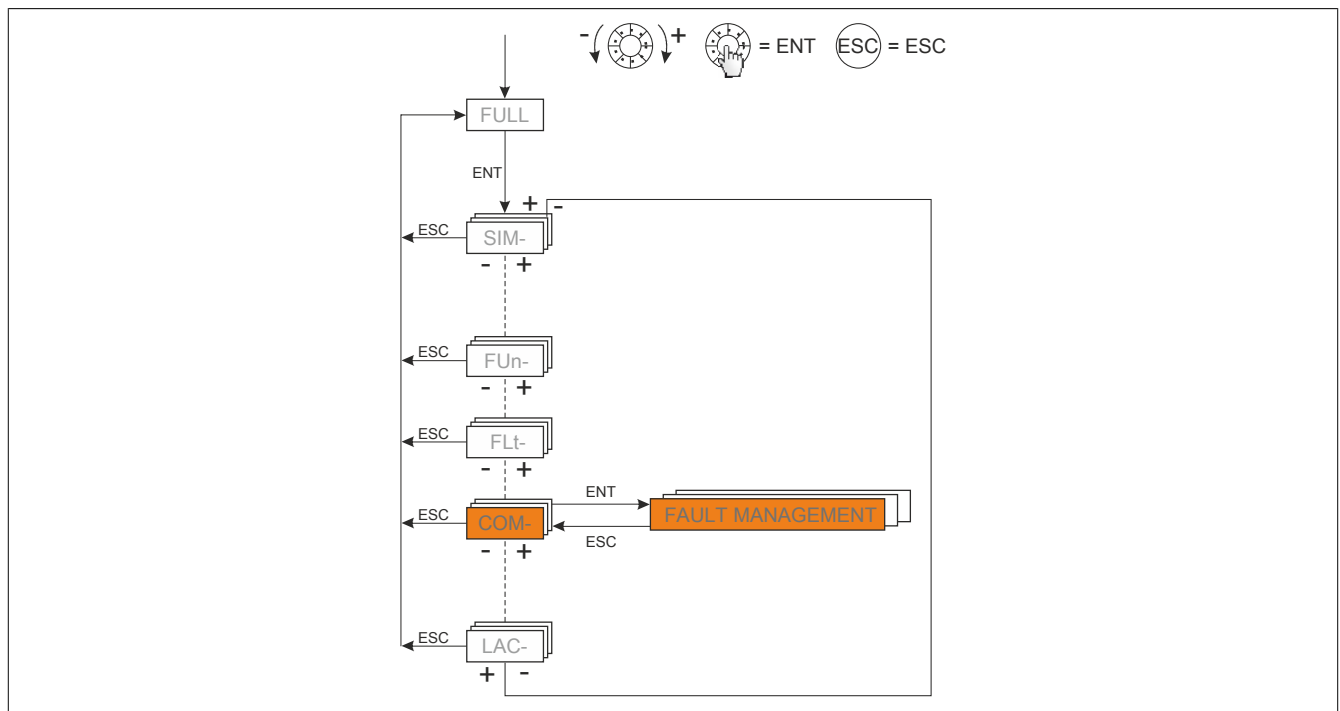 - + = ENT ESC = ESC
FULL
ENT
+ -
ESC SIM-
- +
ESC FUn-
- +
ESC FLt-
- +
ENT
ESC COM- FAULT MANAGEMENT
ESC
- +
ESC LAC-
+ -